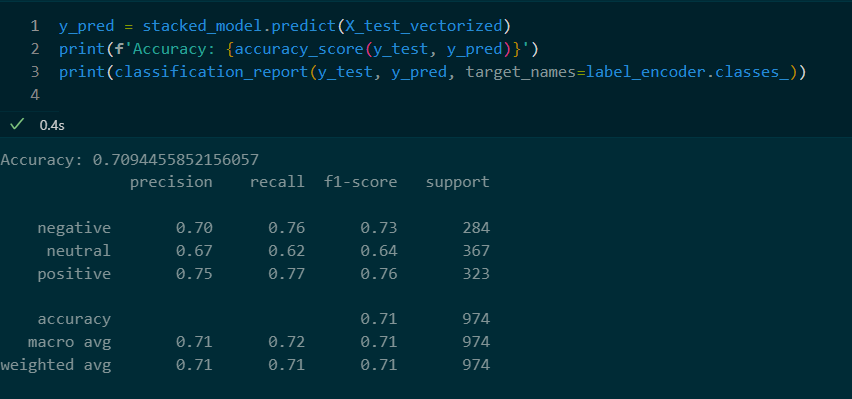 1 y_pred = stacked_model.predict(X_test_vectorized)
2 print(f'Accuracy: {accuracy_score(y_test, y_pred)}')
3 print(classification_report(y_test, y_pred, target_names=label_encoder.classes_))
4
✓ 0.4s
Accuracy: 0.7094455852156057
precision recall f1-score support
negative 0.70 0.76 0.73 284
neutral 0.67 0.62 0.64 367
positive 0.75 0.77 0.76 323
accuracy 0.71 974
macro avg 0.71 0.72 0.71 974
weighted avg 0.71 0.71 0.71 974